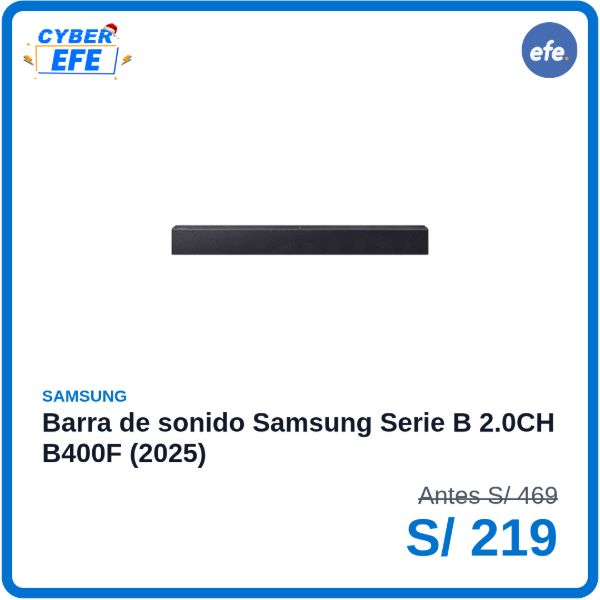 CYBER
EFE
efe.
SAMSUNG
Barra de sonido Samsung Serie B 2.0CH
B400F (2025)
Antes S/ 469
S/ 219